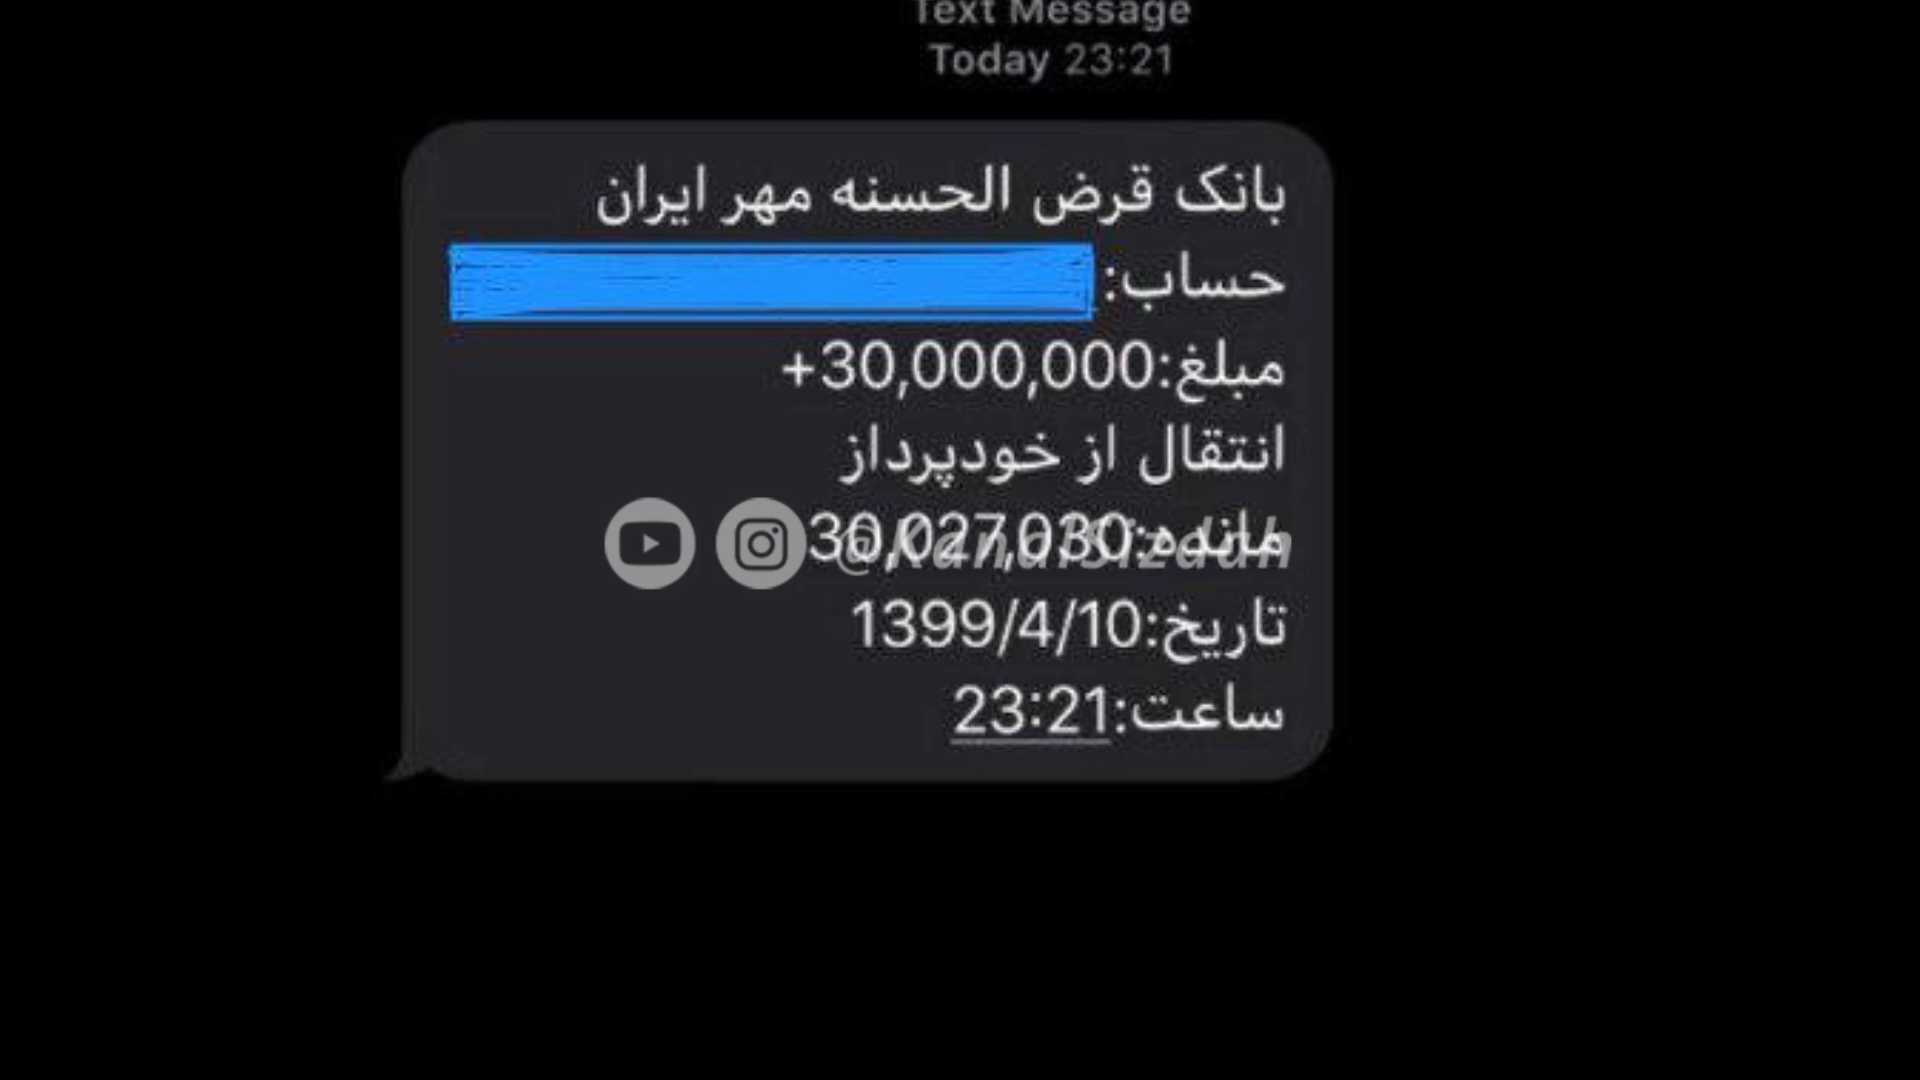 Text Message
Today 23:21
بانک قرض الحسنه مهر ایران
حساب:
مبلغ:30,000,000+
انتقال از خودپرداز
مانده:30,027,030
@KanalSizdah
تاریخ:1399/4/10
ساعت:23:21